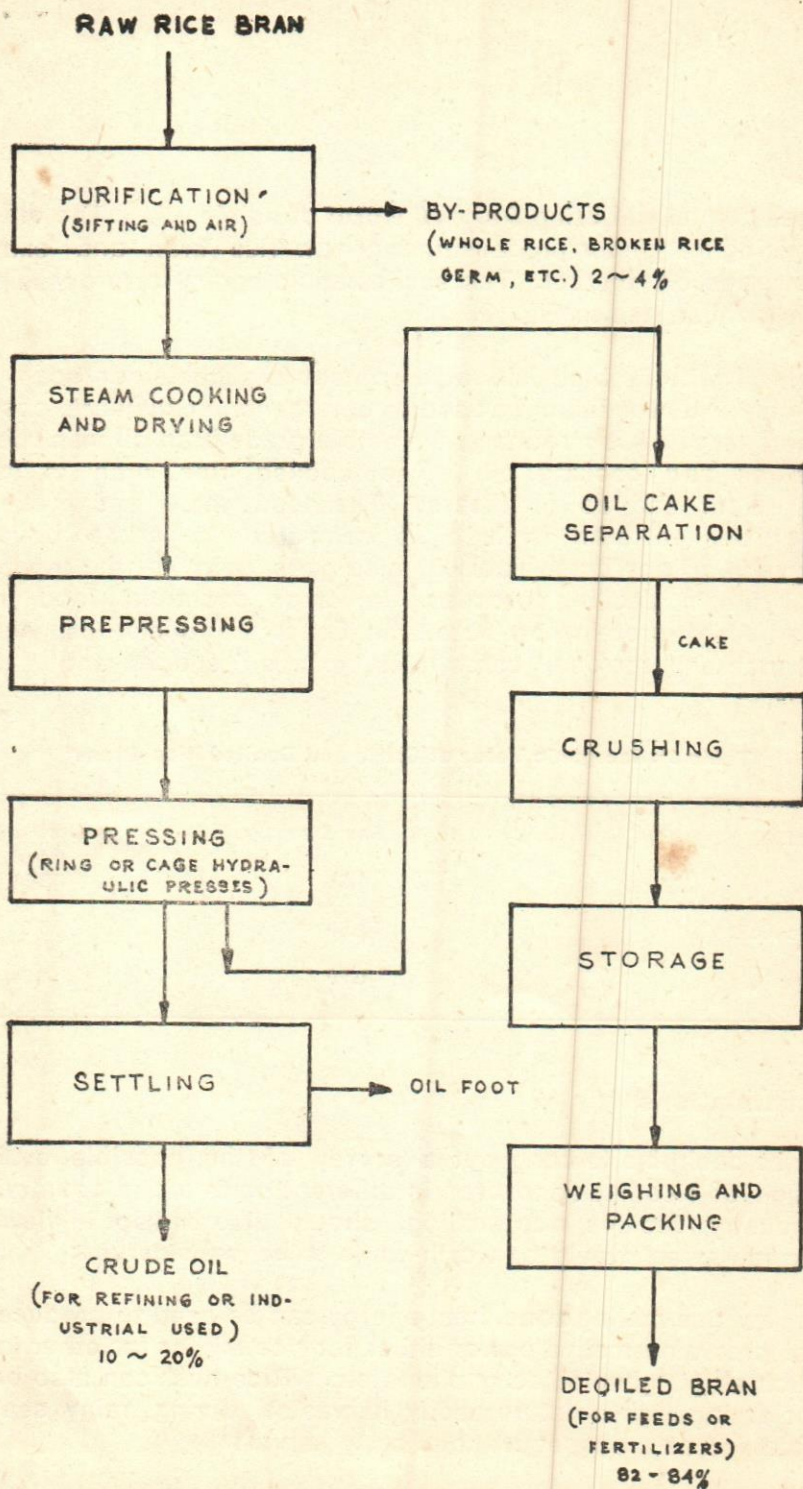 RAW RICE BRAN
PURIFICATION
(SIFTING AND AIR)
BY-PRODUCTS
(WHOLE RICE, BROKEN RICE
GERM, ETC.) 2~4%
STEAM COOKING
AND DRYING
PREPRESSING
PRESSING
(RING OR CAGE HYDRA-
ULIC PRESSES)
SETTLING
OIL FOOT
CRUDE OIL
(FOR REFINING OR IND-
USTRIAL USED)
10 ~ 20%
OIL CAKE
SEPARATION
CAKE
CRUSHING
STORAGE
WEIGHING AND
PACKING
DEOILED BRAN
(FOR FEEDS OR
FERTILIZERS)
82 - 84%